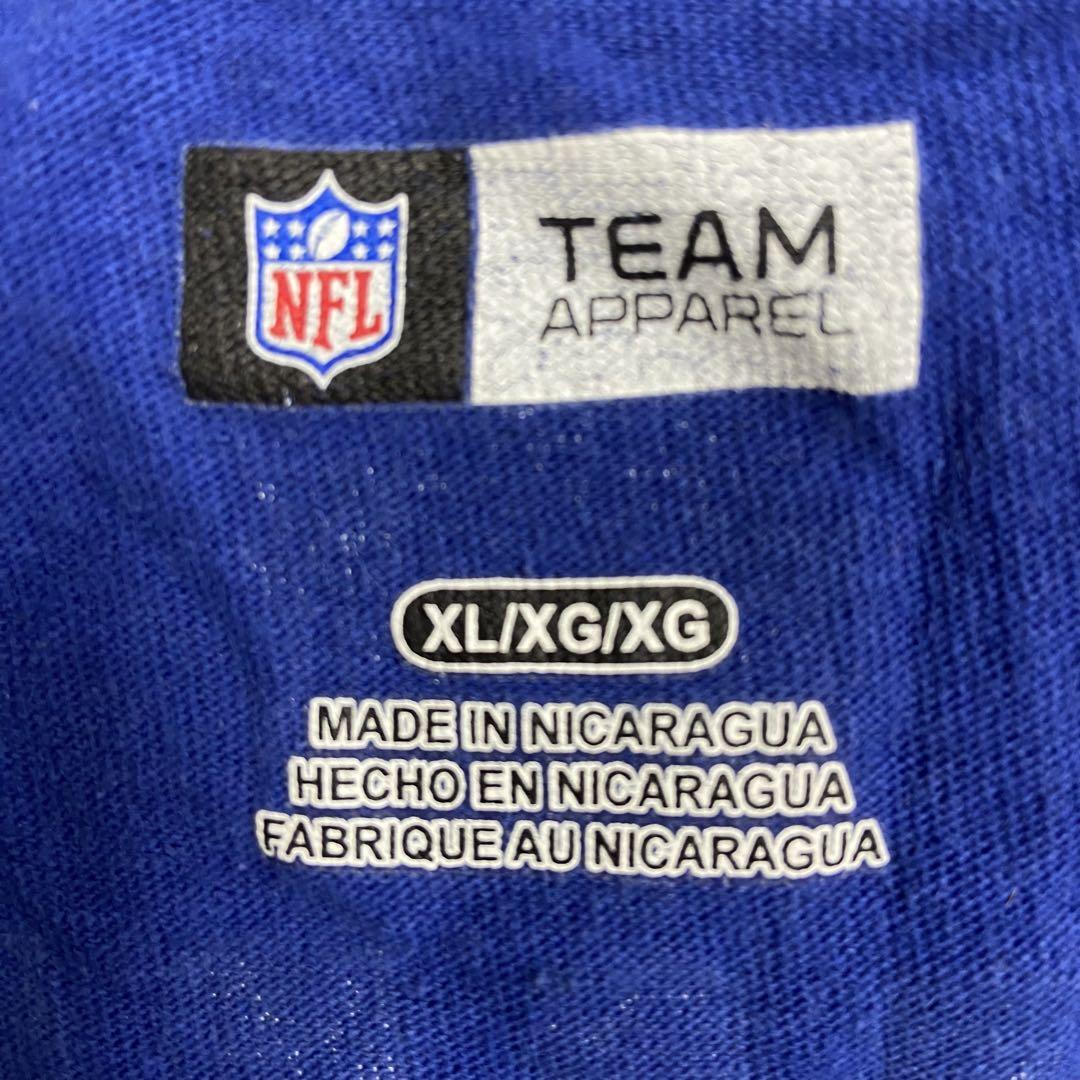 NFL
TEAM
APPAREL
XL/XG/XG
MADE IN NICARAGUA
HECHO EN NICARAGUA
FABRIQUE AU NICARAGUA